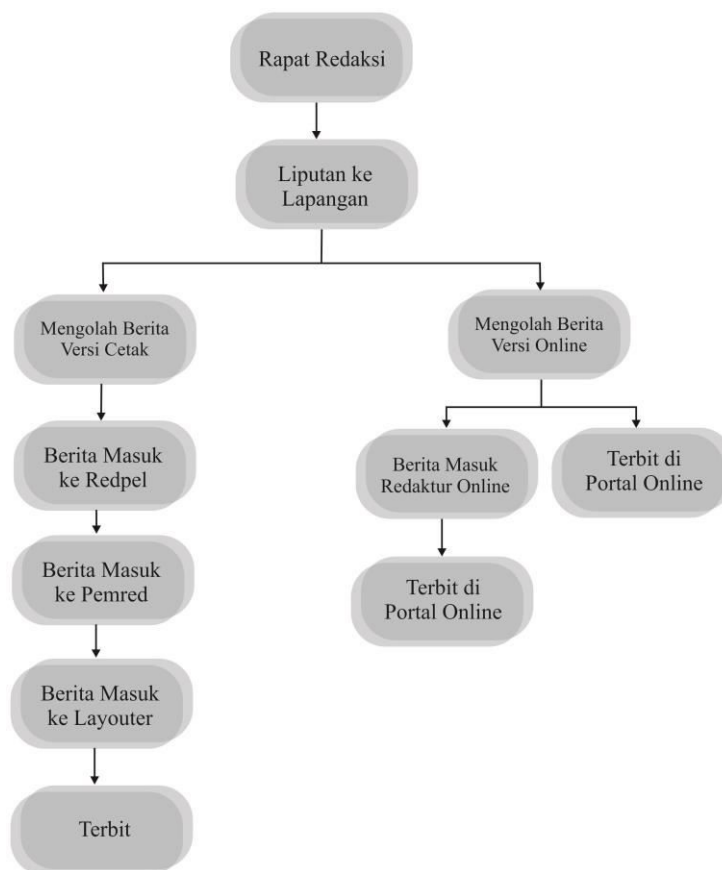 Rapat Redaksi
Liputan ke
Lapangan
Mengolah Berita
Versi Cetak
Berita Masuk
ke Redpel
Berita Masuk
ke Pemred
Berita Masuk
ke Layouter
Terbit
Mengolah Berita
Versi Online
Berita Masuk
Redaktur Online
Terbit di
Portal Online
Terbit di
Portal Online